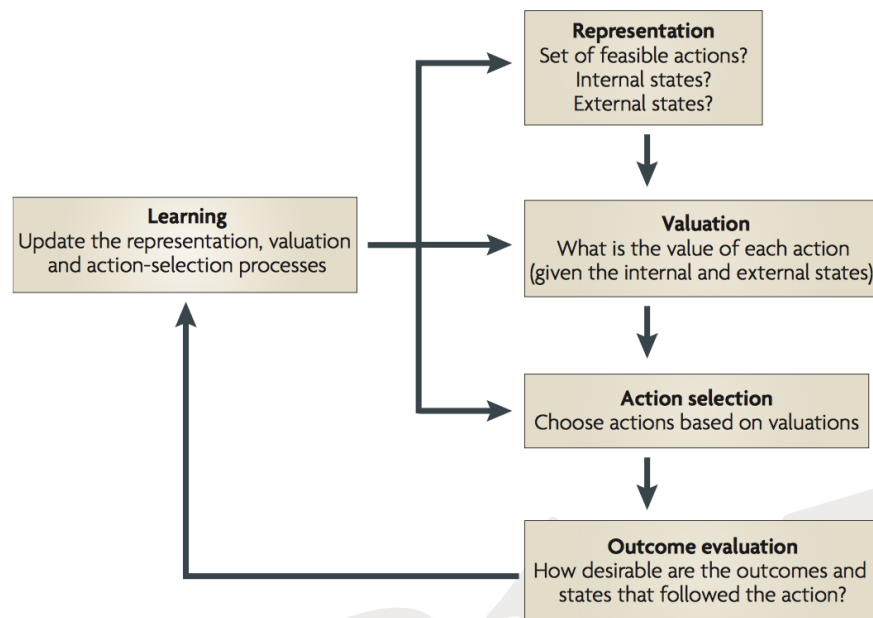 Representation
Set of feasible actions?
Internal states?
External states?
Learning
Update the representation, valuation
and action-selection processes
Valuation
What is the value of each action
(given the internal and external states)
Action selection
Choose actions based on valuations
Outcome evaluation
How desirable are the outcomes and
states that followed the action?